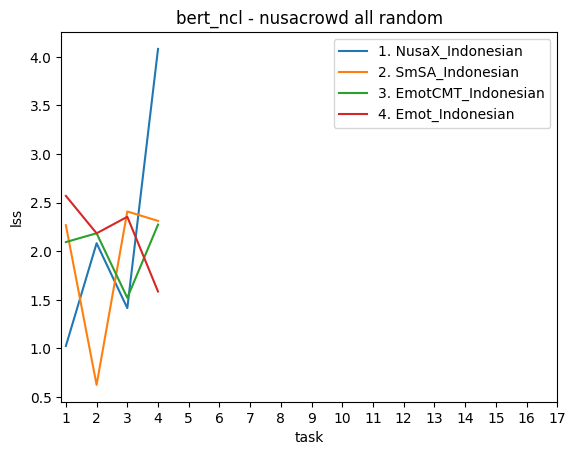 bert_ncl - nusacrowd all random
1. NusaX_Indonesian
2. SmSA_Indonesian
3. EmotCMT_Indonesian
4. Emot_Indonesian
lss
4.0
3.5
3.0
2.5
2.0
1.5
1.0
0.5
1 2 3 4 5 6 7 8 9 10 11 12 13 14 15 16 17
task